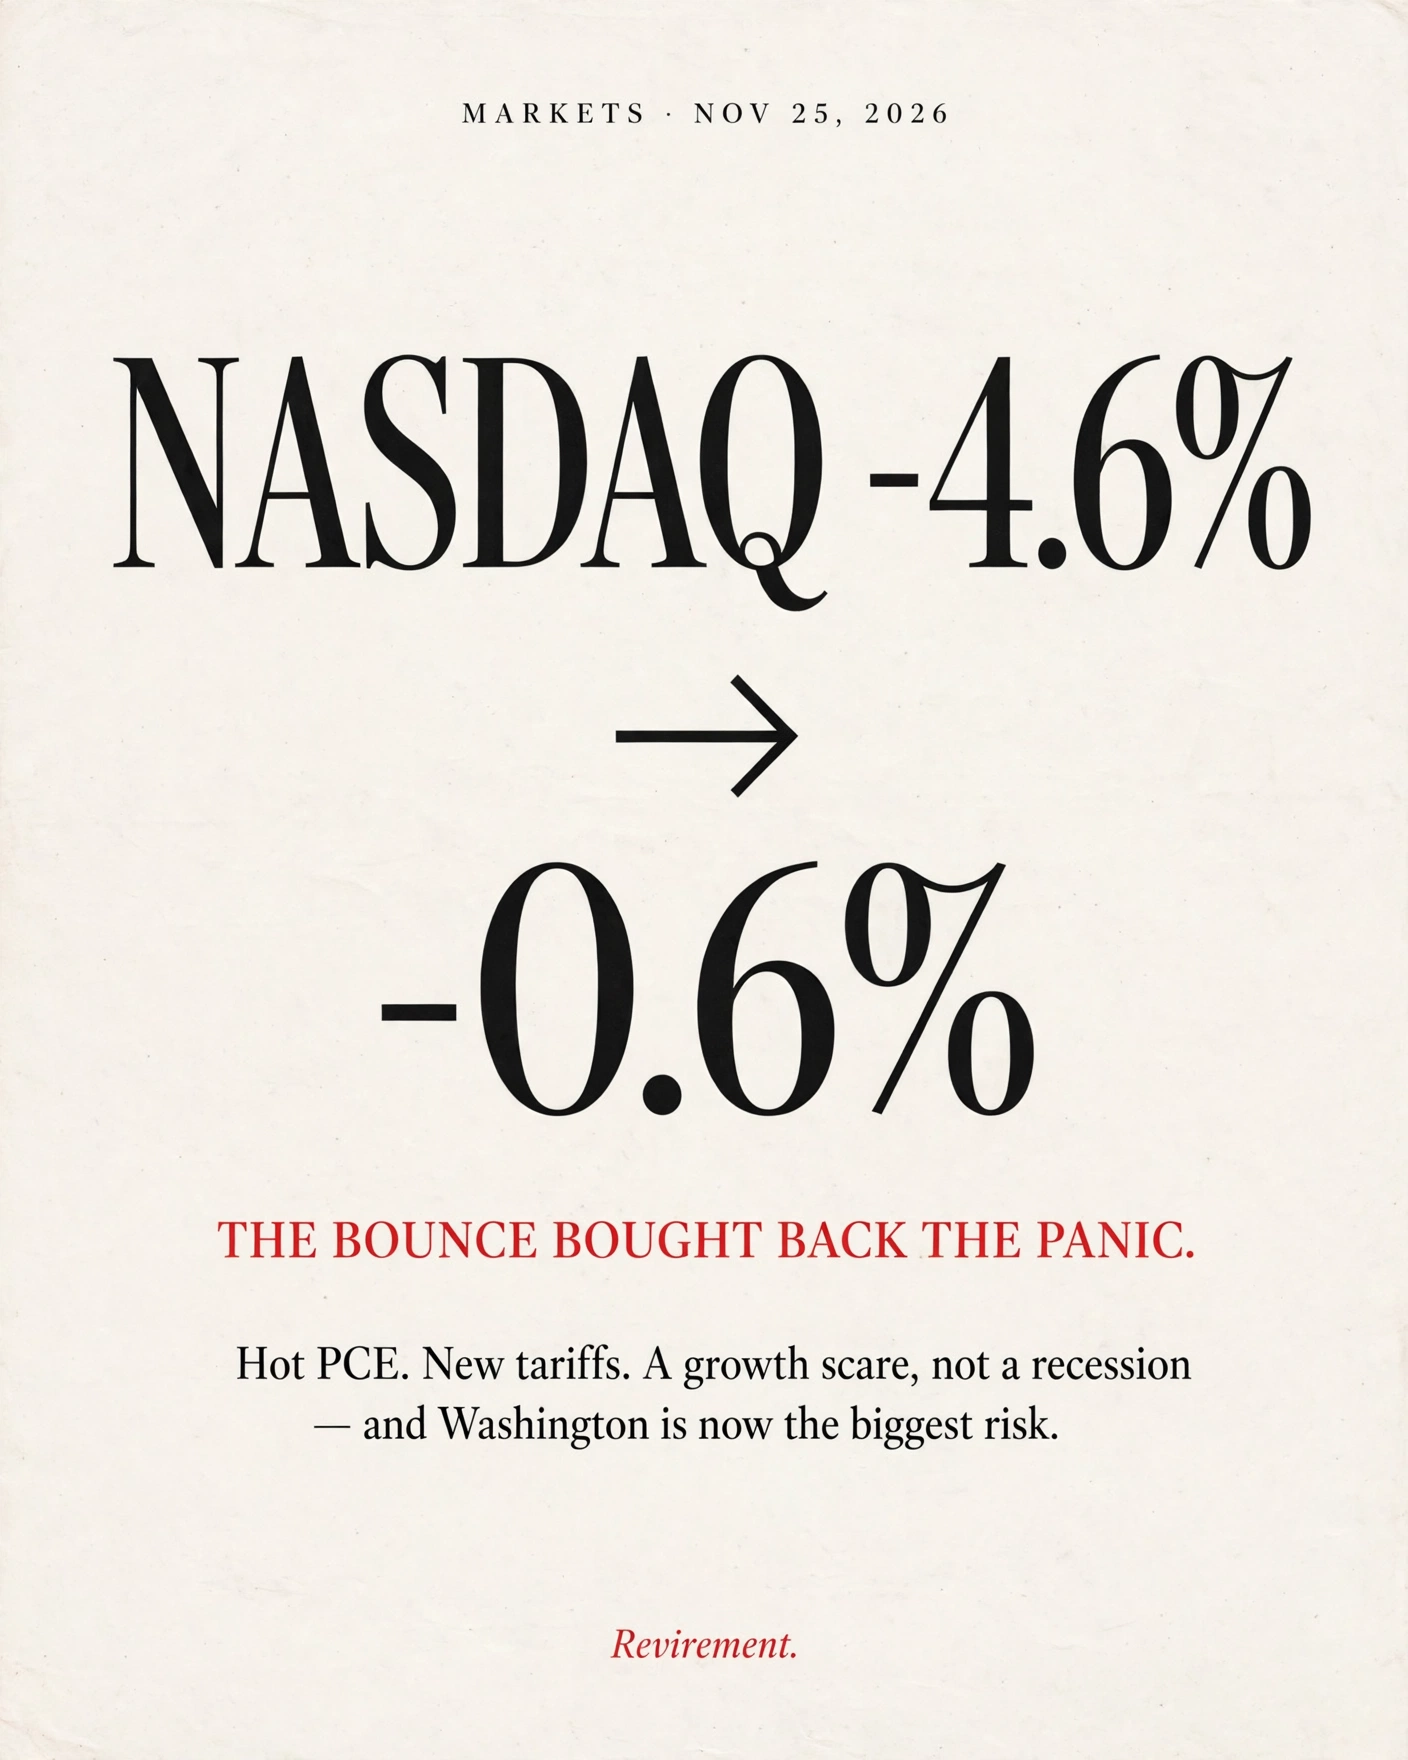 MARKETS · NOV 25, 2026
NASDAQ -4.6%
→
-0.6%
THE BOUNCE BOUGHT BACK THE PANIC.
Hot PCE. New tariffs. A growth scare, not a recession
— and Washington is now the biggest risk.
Revirement.